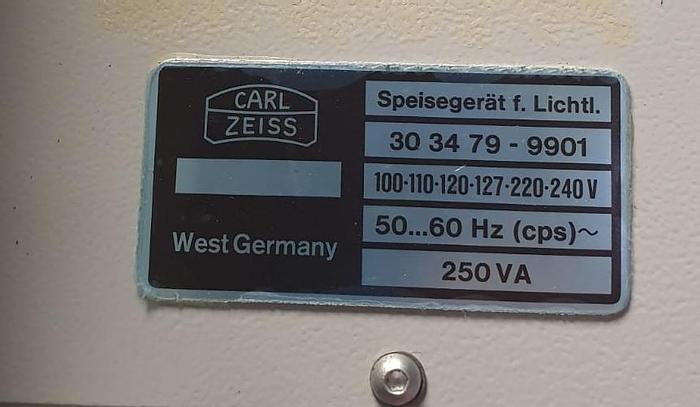 CARL
ZEISS
West Germany
Speisegerät f. Lichtl.
30 34 79 - 9901
100-110-120-127-220-240 V
50...60 Hz (cps)~
250 VA